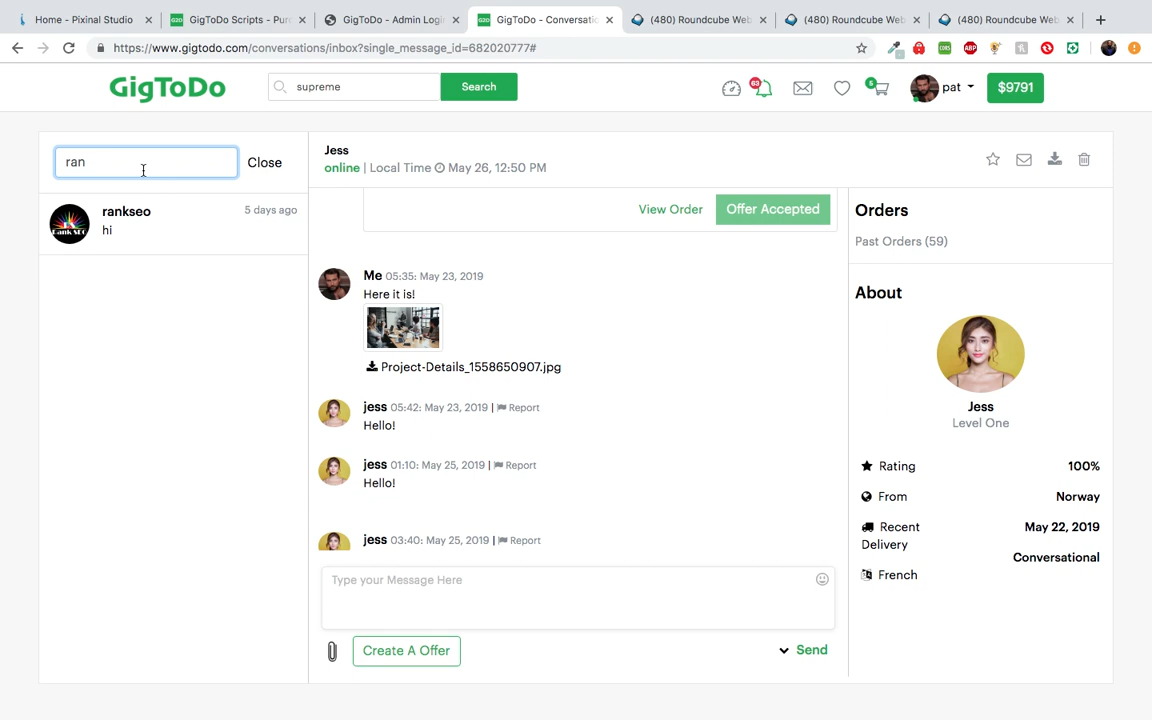 Home - Pixinal Studio
GigToDo Scripts - Pur
GigToDo - Admin Login
GigToDo - Conversatio
(480) Roundcube Web
(480) Roundcube Web
(480) Roundcube Web
https://www.gigtodo.com/conversations/inbox?single_message_id=682020777#
GigToDo
supreme
Search
63
5
pat
$9791
ran
Close
rankseo
5 days ago
hi
Jess
online | Local Time May 26, 12:50 PM
View Order
Offer Accepted
Me 05:35: May 23, 2019
Here it is!
Project-Details_1558650907.jpg
jess 05:42: May 23, 2019 | Report
Hello!
jess 01:10: May 25, 2019 | Report
Hello!
jess 03:40: May 25, 2019 | Report
Type your Message Here
Create A Offer
Send
Orders
Past Orders (59)
About
Jess
Level One
Rating 100%
From Norway
Recent Delivery May 22, 2019
Conversational
French